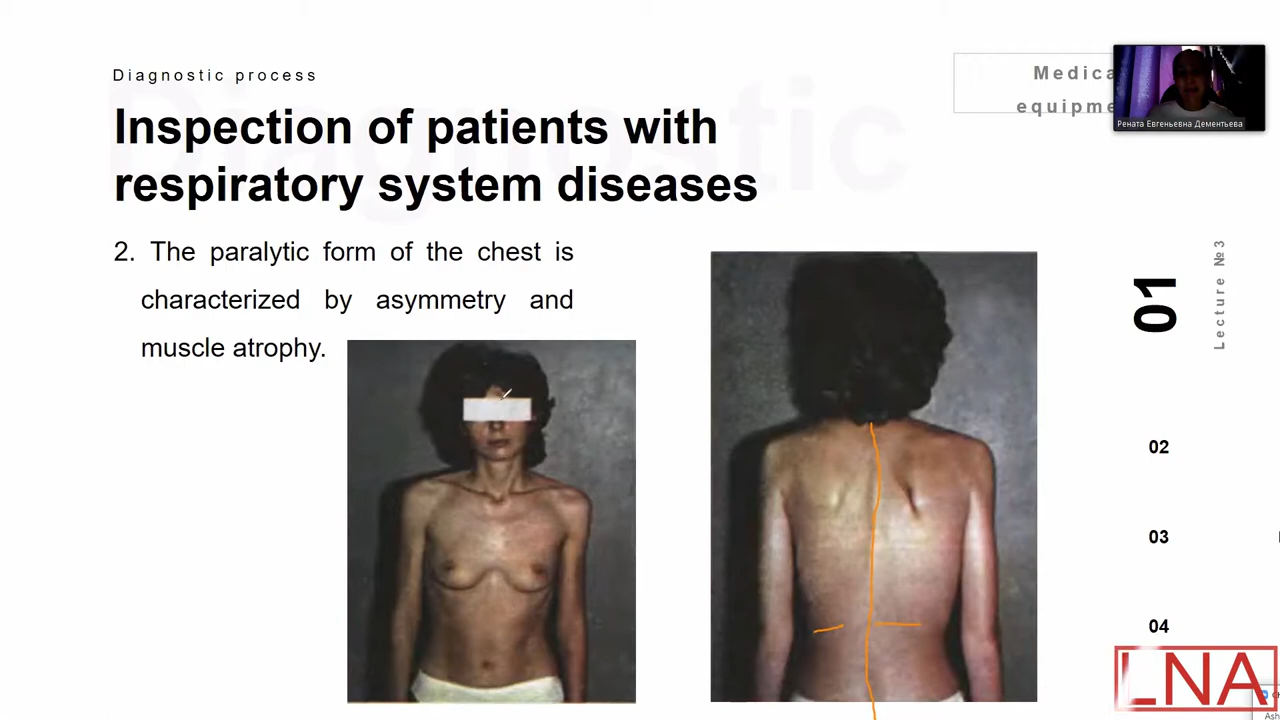 Diagnostic process
Medica
equipme
Рената Евгеньевна Дементьева
Inspection of patients with
respiratory system diseases
2. The paralytic form of the chest is
characterized by asymmetry and
muscle atrophy.
01
Lecture №3
02
03
04
LNA